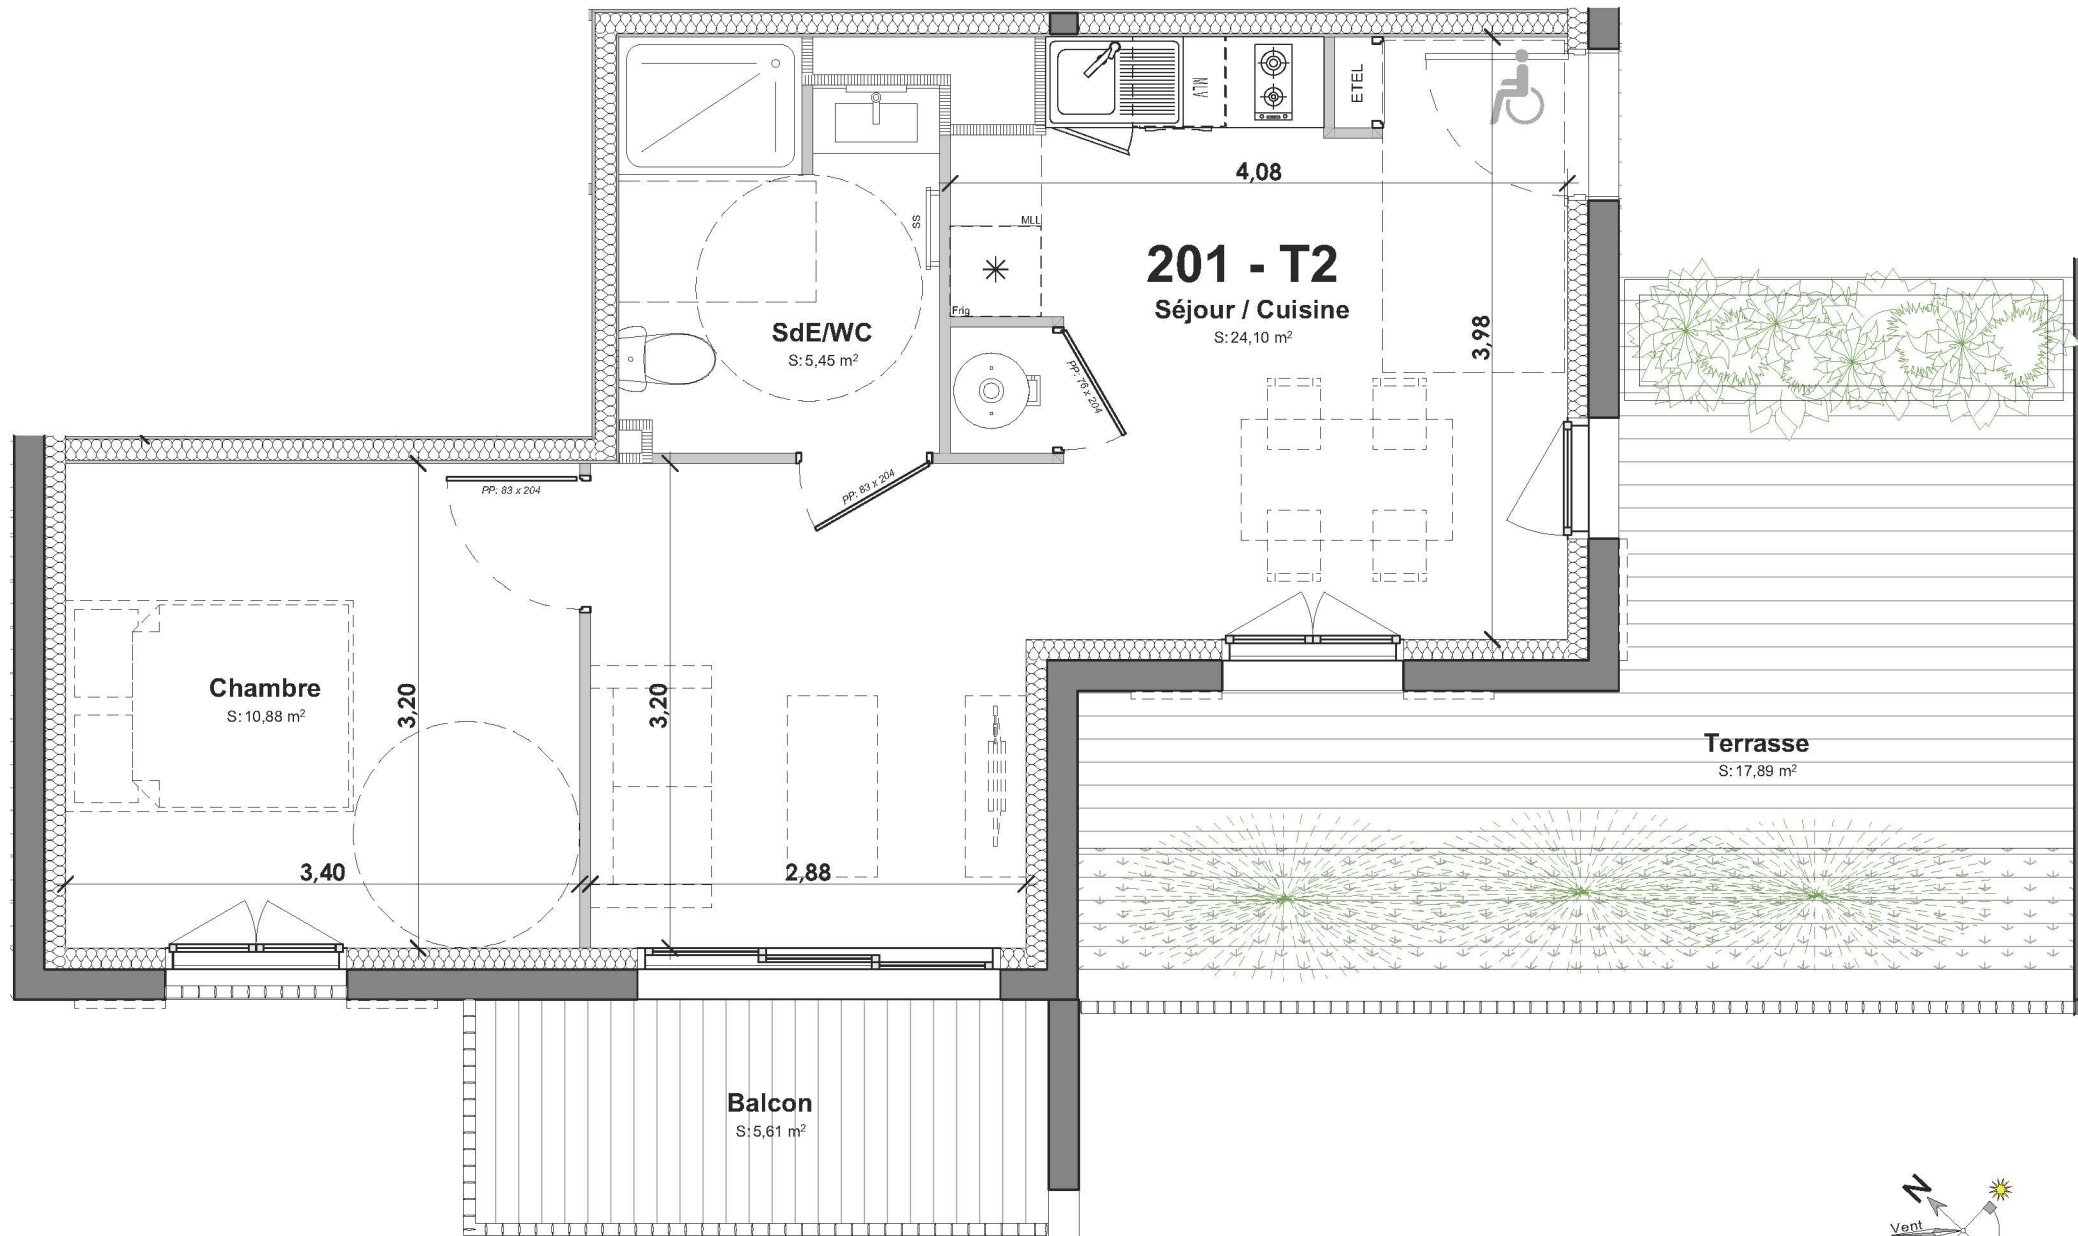 ETEL
MLV
4,08
SS
MLL
201 - T2
Séjour / Cuisine
S: 24,10 m²
Frig
SdE/WC
S: 5,45 m²
3,98
PP: 76 x 204
PP: 83 x 204
PP: 83 x 204
Chambre
S: 10,88 m²
3,20
3,20
Terrasse
S: 17,89 m²
3,40
2,88
Balcon
S: 5,61 m²
N
Vent